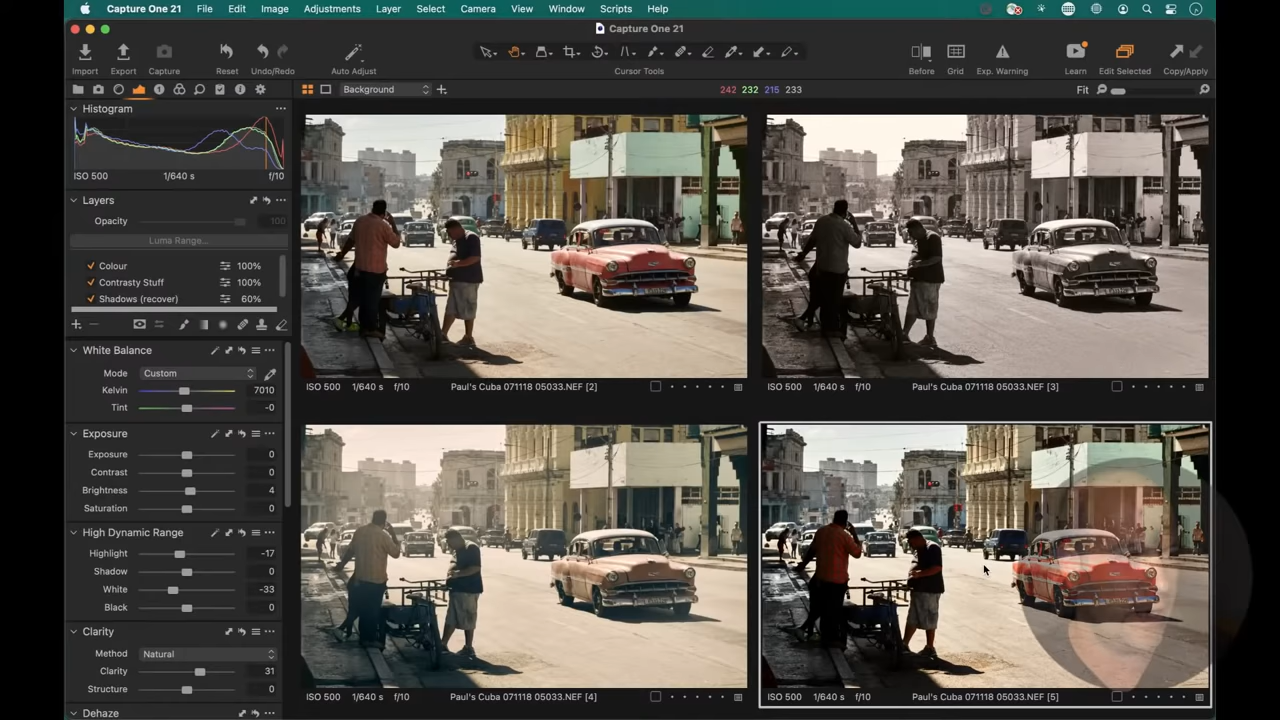 Capture One 21 File Edit Image Adjustments Layer Select Camera View Window Scripts Help
Capture One 21
Import Export Capture Reset Undo/Redo Auto Adjust Cursor Tools Before Grid Exp. Warning Learn Edit Selected Copy/Apply
Background 242 232 215 233 Fit
Histogram
ISO 500 1/640 s f/10
Layers
Opacity 100
Luma Range...
Colour 100%
Contrasty Stuff 100%
Shadows (recover) 60%
White Balance
Mode Custom
Kelvin 7010
Tint -0
Exposure
Exposure 0
Contrast 0
Brightness 4
Saturation 0
High Dynamic Range
Highlight -17
Shadow 0
White -33
Black 0
Clarity
Method Natural
Clarity 31
Structure 0
Dehaze
ISO 500 1/640 s f/10 Paul's Cuba 071118 05033.NEF [2]
ISO 500 1/640 s f/10 Paul's Cuba 071118 05033.NEF [3]
ISO 500 1/640 s f/10 Paul's Cuba 071118 05033.NEF [4]
ISO 500 1/640 s f/10 Paul's Cuba 071118 05033.NEF [5]